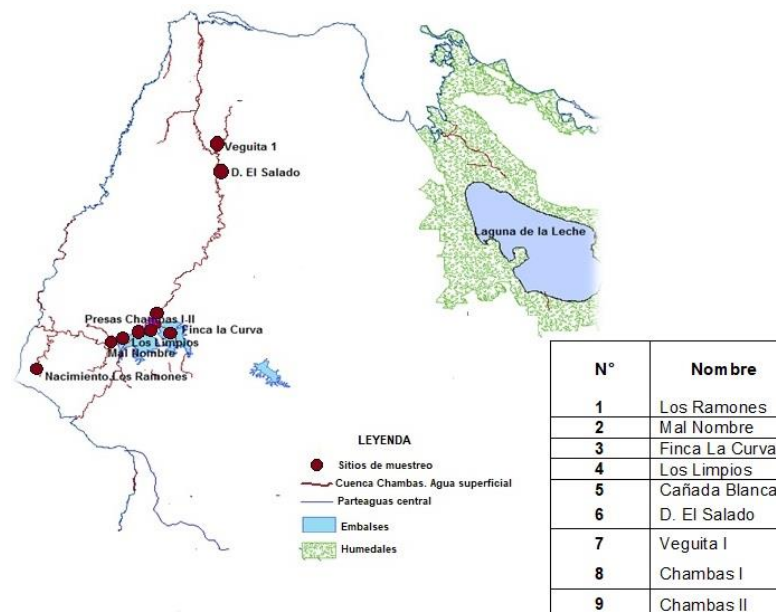 Veguita 1
D. El Salado
Laguna de la Leche
Presas Chambas I-II
Finca la Curva
Los Limpios
Mal Nombre
Nacimiento Los Ramones
LEYENDA
Sitios de muestreo
Cuenca Chambas. Agua superficial
Parteaguas central
Embalses
Humedales
N° Nombre
1 Los Ramones
2 Mal Nombre
3 Finca La Curva
4 Los Limpios
5 Cañada Blanca
6 D. El Salado
7 Veguita I
8 Chambas I
9 Chambas II